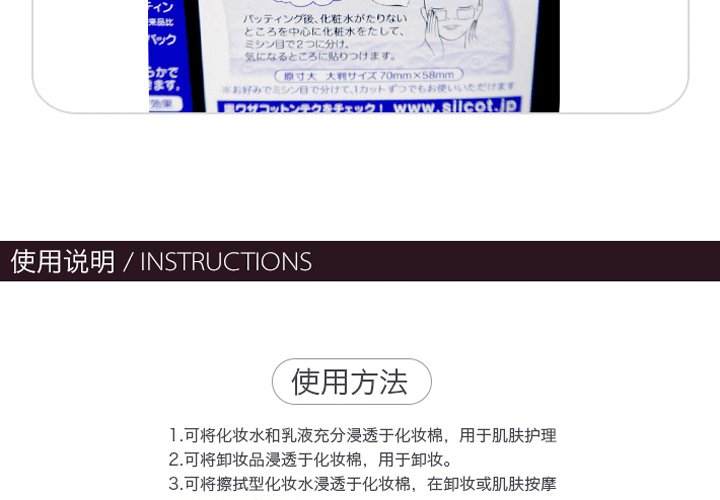 ティン
来品比
パック
らかで
きます。
効果
パッティング後、化粧水がたりない
ところを中心に化粧水をたして、
ミシン目で2つに分け、
気になるところに貼りつけます。
原寸大 大判サイズ 70mm×58mm
※お好みでミシン目で分けて、1カットずつでもお使いいただけます
裏ワザコットンテクをチェック! www.silcot.jp
使用说明 / INSTRUCTIONS
使用方法
1.可将化妆水和乳液充分浸透于化妆棉，用于肌肤护理
2.可将卸妆品浸透于化妆棉，用于卸妆。
3.可将擦拭型化妆水浸透于化妆棉，在卸妆或肌肤按摩